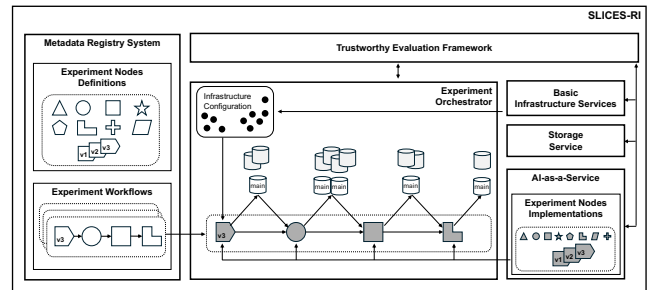 SLICES-RI
Metadata Registry System
Experiment Nodes
Definitions
v1
v2
v3
Experiment Workflows
v3
Trustworthy Evaluation Framework
Infrastructure
Configuration
Experiment
Orchestrator
main
main
main
main
main
v3
Basic
Infrastructure Services
Storage
Service
AI-as-a-Service
Experiment Nodes
Implementations
v1
v2
v3